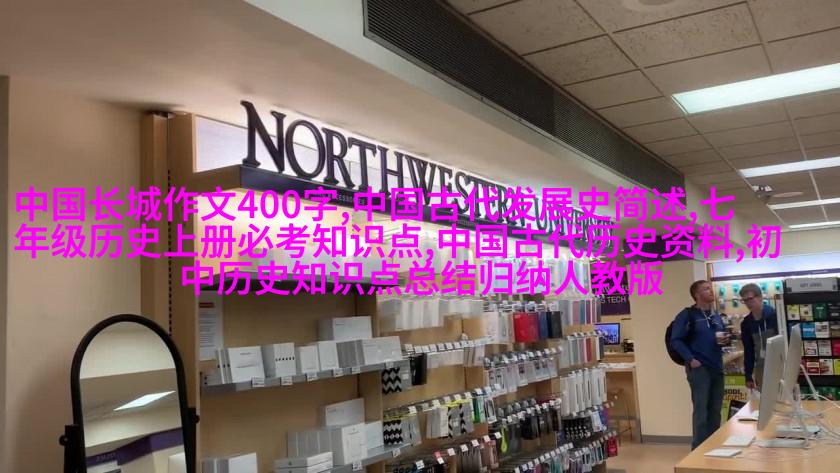 NORTHWESTERN UNIVERSITY
中国长城作文400字,中国古代发展史简述,七
年级历史上册必考知识点,中国古代历史资料,初
中历史知识点总结归纳人教版
TECH